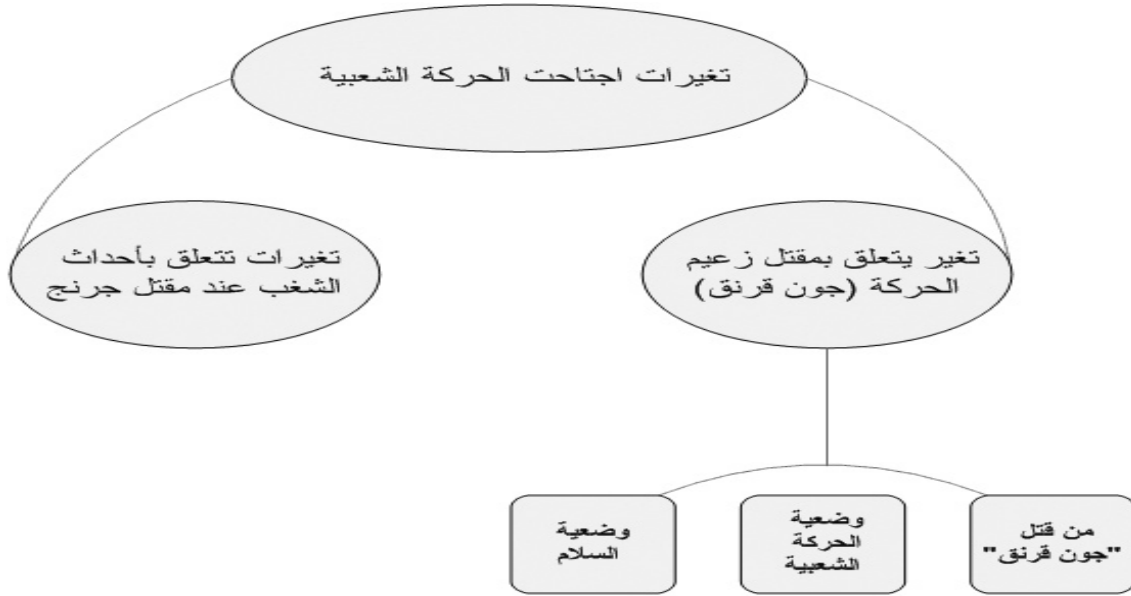 تغيرات اجتاحت الحركة الشعبية
تغير يتعلق بمقتل زعيم
الحركة (جون قرنق)
تغيرات تتعلق بأحداث
الشغب عند مقتل جرنج
من قتل
"جون قرنق"
وضعية
الحركة
الشعبية
وضعية
السلام